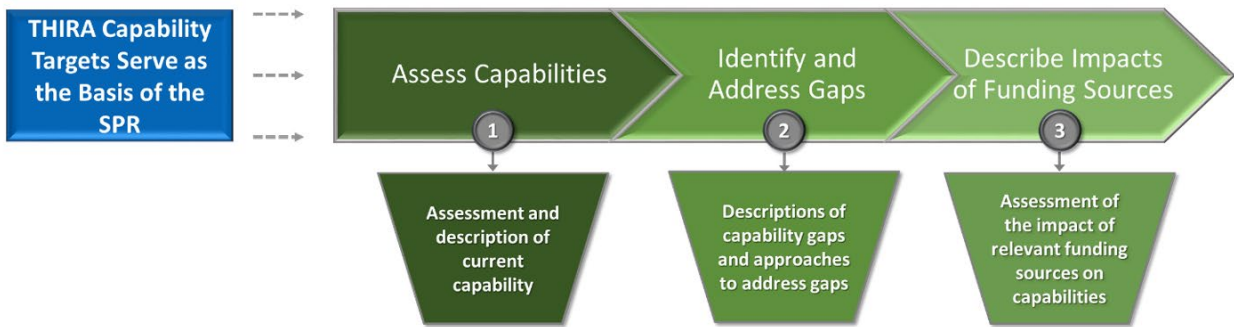 THIRA Capability
Targets Serve as
the Basis of the
SPR
Assess Capabilities
Identify and
Address Gaps
Describe Impacts
of Funding Sources
1
2
3
Assessment and
description of
current
capability
Descriptions of
capability gaps
and approaches
to address gaps
Assessment of
the impact of
relevant funding
sources on
capabilities